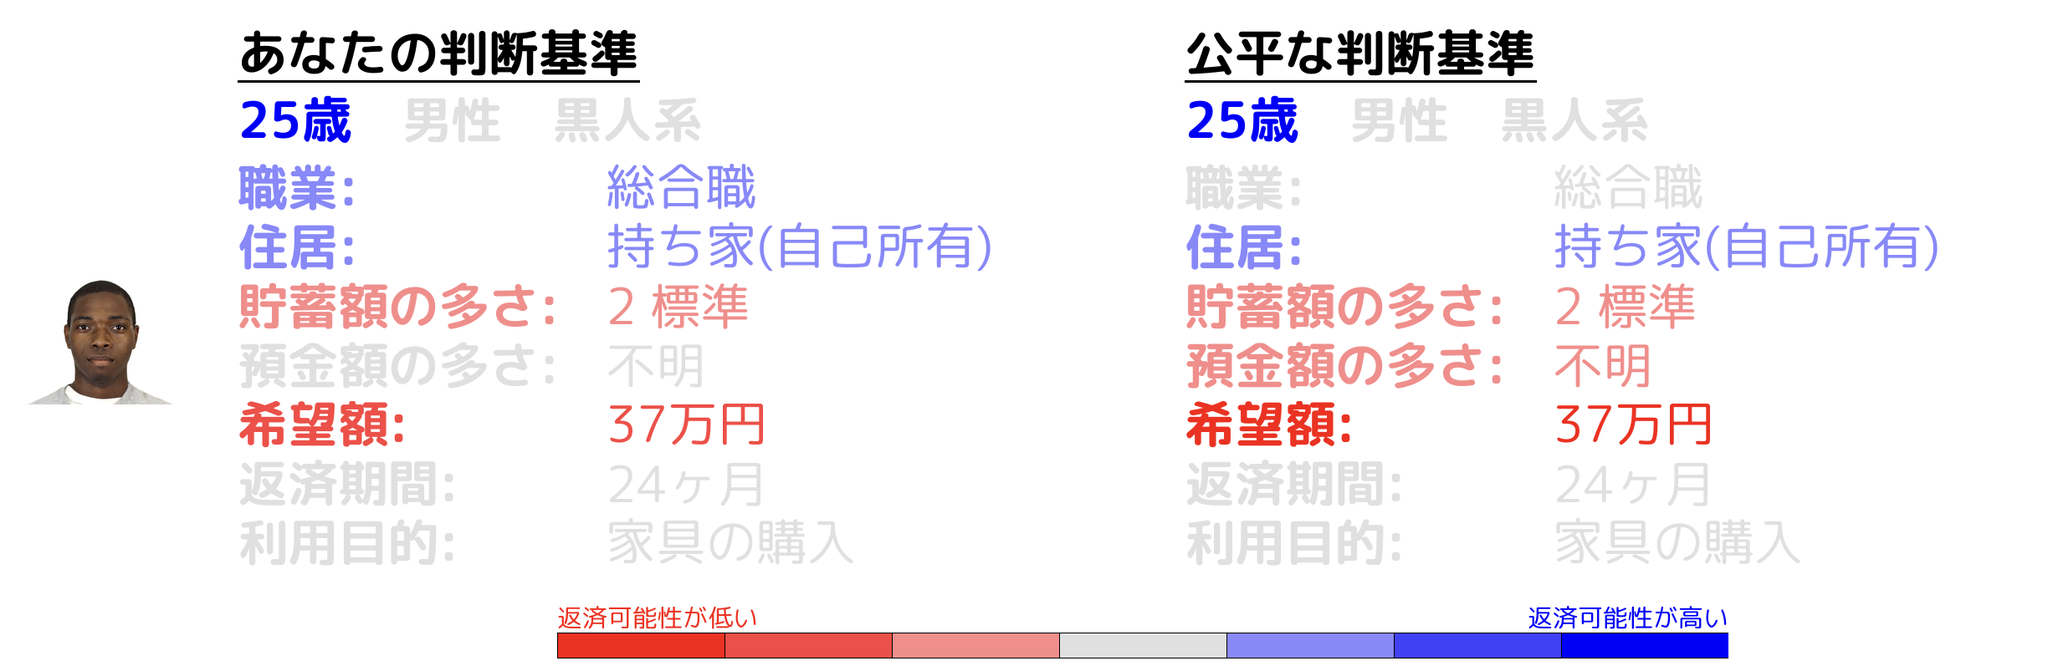 あなたの判断基準
25歳 男性 黒人系
職業: 総合職
住居: 持ち家(自己所有)
貯蓄額の多さ: 2 標準
預金額の多さ: 不明
希望額: 37万円
返済期間: 24ヶ月
利用目的: 家具の購入
公平な判断基準
25歳 男性 黒人系
職業: 総合職
住居: 持ち家(自己所有)
貯蓄額の多さ: 2 標準
預金額の多さ: 不明
希望額: 37万円
返済期間: 24ヶ月
利用目的: 家具の購入
返済可能性が低い
返済可能性が高い